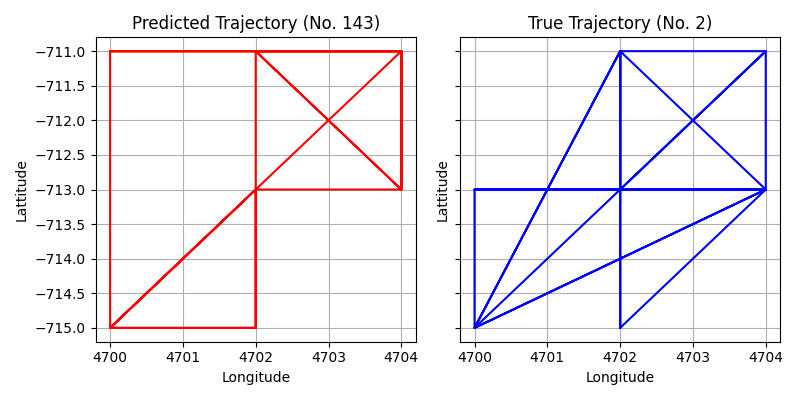 Predicted Trajectory (No. 143)
True Trajectory (No. 2)
Lattitude
−711.0
−711.5
−712.0
−712.5
−713.0
−713.5
−714.0
−714.5
−715.0
4700 4701 4702 4703 4704
Longitude
Lattitude
4700 4701 4702 4703 4704
Longitude